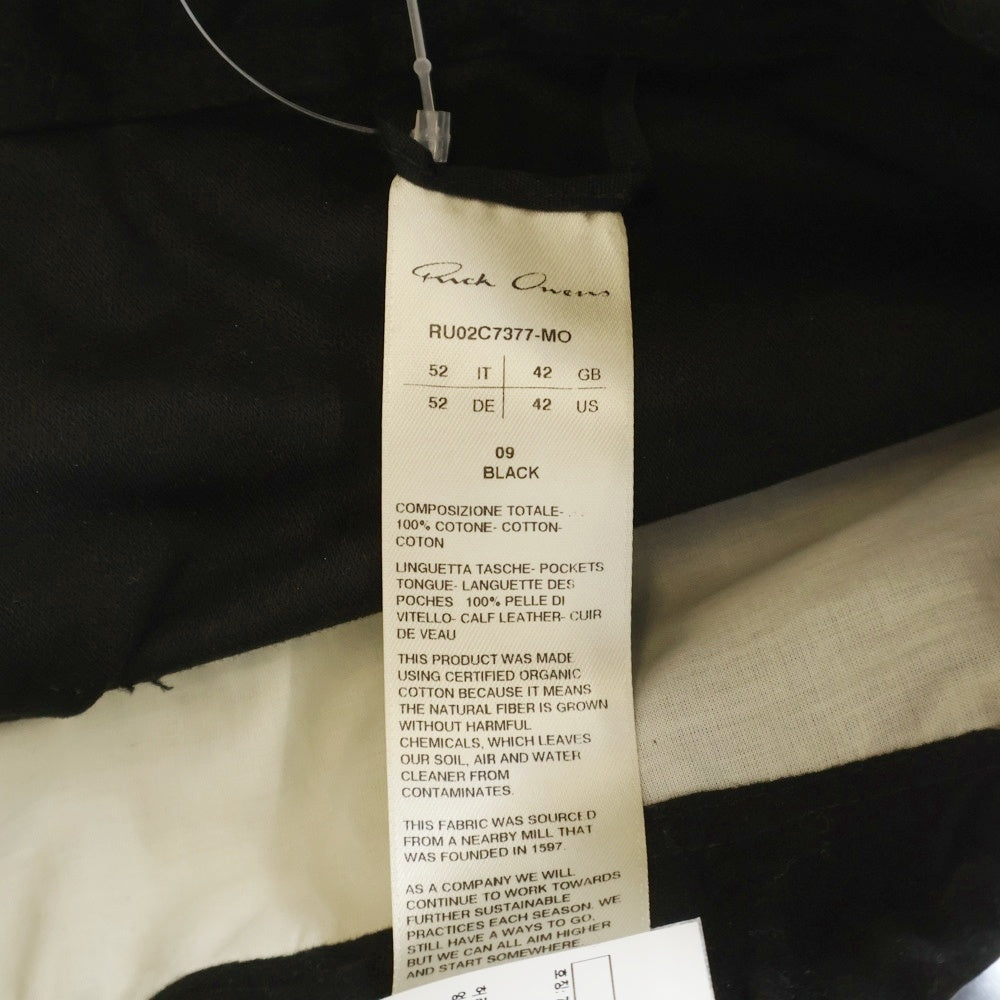 Rick Owens
RU02C7377-MO
52 IT 42 GB
52 DE 42 US
09
BLACK
COMPOSIZIONE TOTALE-
100% COTONE- COTTON-
COTON
LINGUETTA TASCHE- POCKETS
TONGUE- LANGUETTE DES
POCHES 100% PELLE DI
VITELLO- CALF LEATHER- CUIR
DE VEAU
THIS PRODUCT WAS MADE
USING CERTIFIED ORGANIC
COTTON BECAUSE IT MEANS
THE NATURAL FIBER IS GROWN
WITHOUT HARMFUL
CHEMICALS, WHICH LEAVES
OUR SOIL, AIR AND WATER
CLEANER FROM
CONTAMINATES.
THIS FABRIC WAS SOURCED
FROM A NEARBY MILL THAT
WAS FOUNDED IN 1597.
AS A COMPANY WE WILL
CONTINUE TO WORK TOWARDS
FURTHER SUSTAINABLE
PRACTICES EACH SEASON. WE
STILL HAVE A WAYS TO GO,
BUT WE CAN ALL AIM HIGHER
AND START SOMEWHERE.